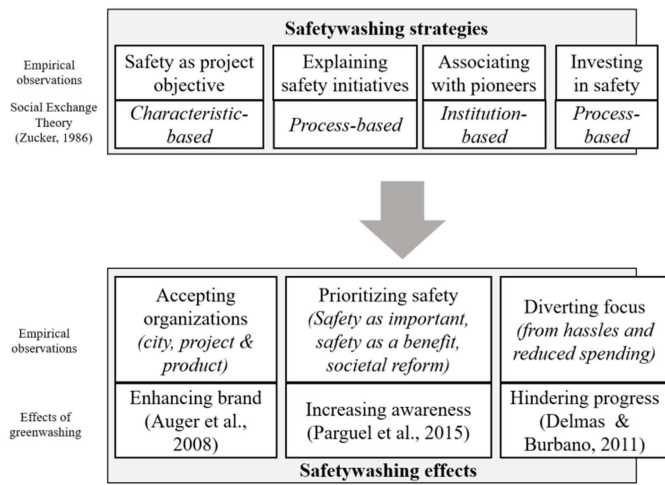 Safetywashing strategies
Empirical
observations
Safety as project
objective
Explaining
safety initiatives
Associating
with pioneers
Investing
in safety
Social Exchange
Theory
(Zucker, 1986)
Characteristic-
based
Process-based
Institution-
based
Process-
based
Empirical
observations
Accepting
organizations
(city, project &
product)
Prioritizing safety
(Safety as important,
safety as a benefit,
societal reform)
Diverting focus
(from hassles and
reduced spending)
Effects of
greenwashing
Enhancing brand
(Auger et al.,
2008)
Increasing awareness
(Parguel et al., 2015)
Hindering progress
(Delmas &
Burbano, 2011)
Safetywashing effects